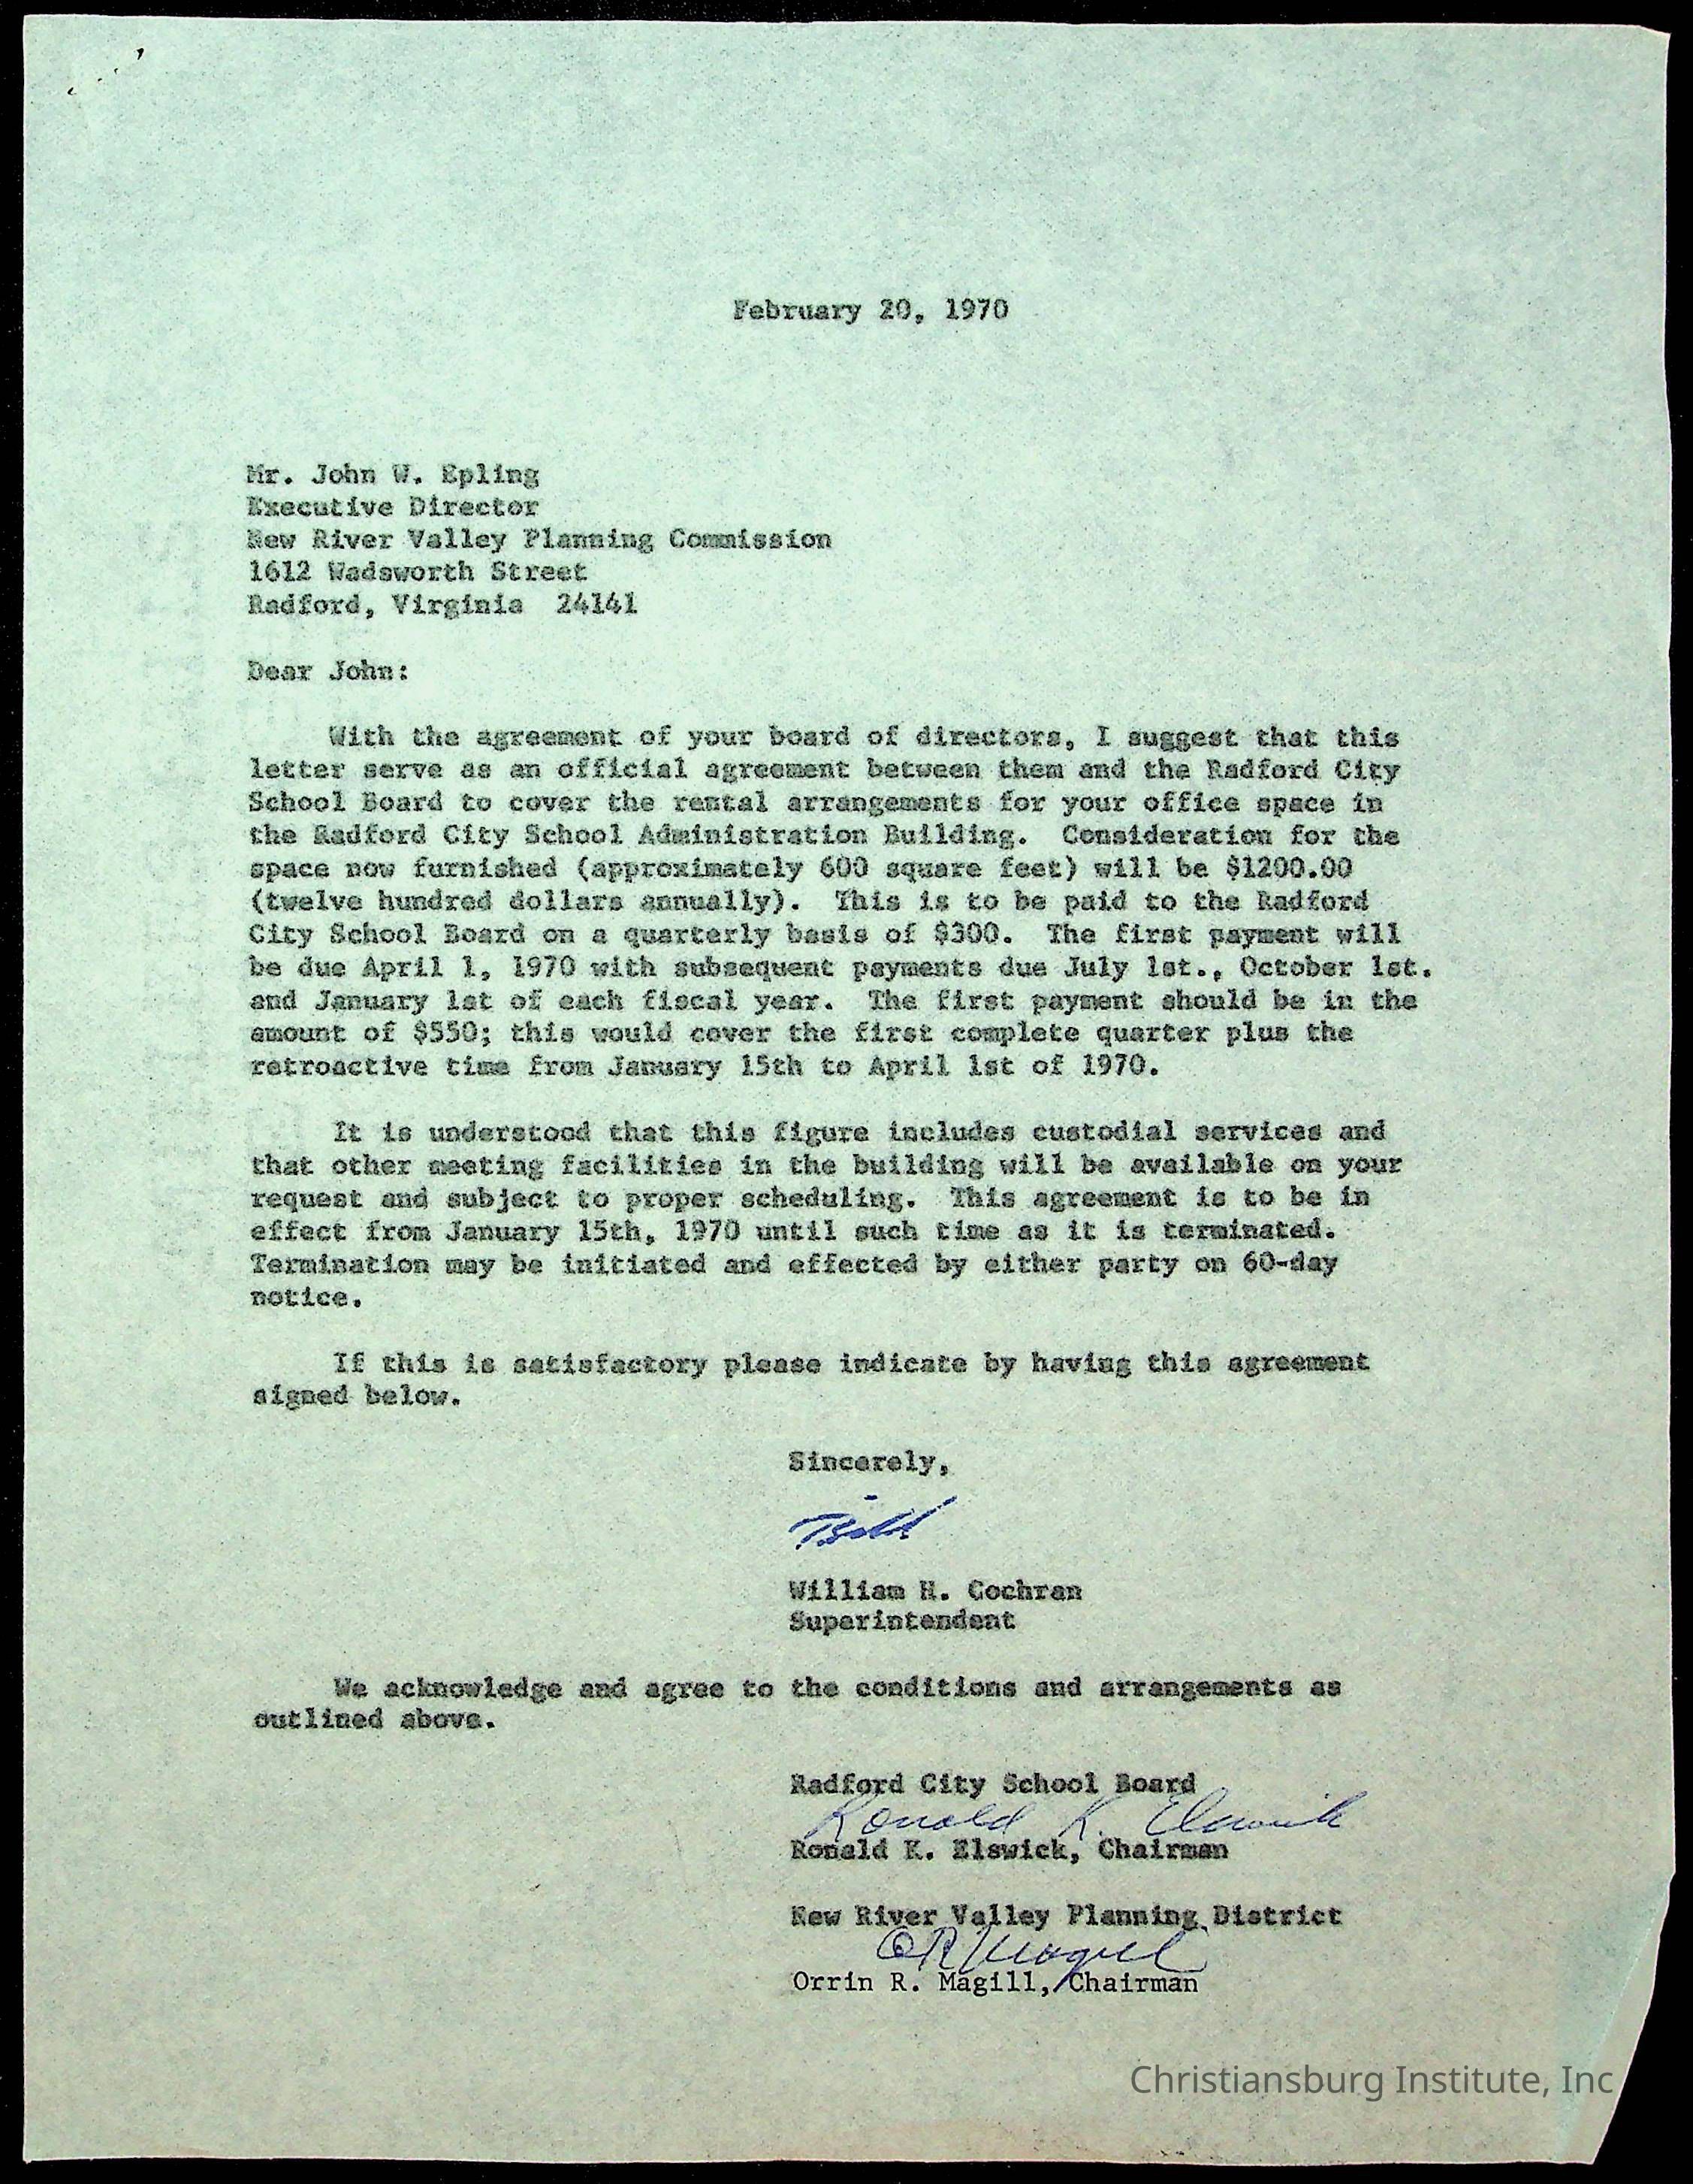 February 20, 1970
Mr. John W. Epling
Executive Director
New River Valley Planning Commission
1612 Wadsworth Street
Radford, Virginia  24141
Dear John:
With the agreement of your board of directors, I suggest that this
letter serve as an official agreement between them and the Radford City
School Board to cover the rental arrangements for your office space in
the Radford City School Administration Building.  Consideration for the
space now furnished (approximately 600 square feet) will be $1200.00
(twelve hundred dollars annually).  This is to be paid to the Radford
City School Board on a quarterly basis of $300.  The first payment will
be due April 1, 1970 with subsequent payments due July 1st., October 1st.
and January 1st of each fiscal year.  The first payment should be in the
amount of $550; this would cover the first complete quarter plus the
retroactive time from January 15th to April 1st of 1970.
It is understood that this figure includes custodial services and
that other meeting facilities in the building will be available on your
request and subject to proper scheduling.  This agreement is to be in
effect from January 15th, 1970 until such time as it is terminated.
Termination may be initiated and effected by either party on 60-day
notice.
If this is satisfactory please indicate by having this agreement
signed below.
Sincerely,
Bill
William H. Cochran
Superintendent
We acknowledge and agree to the conditions and arrangements as
outlined above.
Radford City School Board
Ronald K. Elswick
Ronald K. Elswick, Chairman
New River Valley Planning District
OR Magill
Orrin R. Magill, Chairman
Christiansburg Institute, Inc